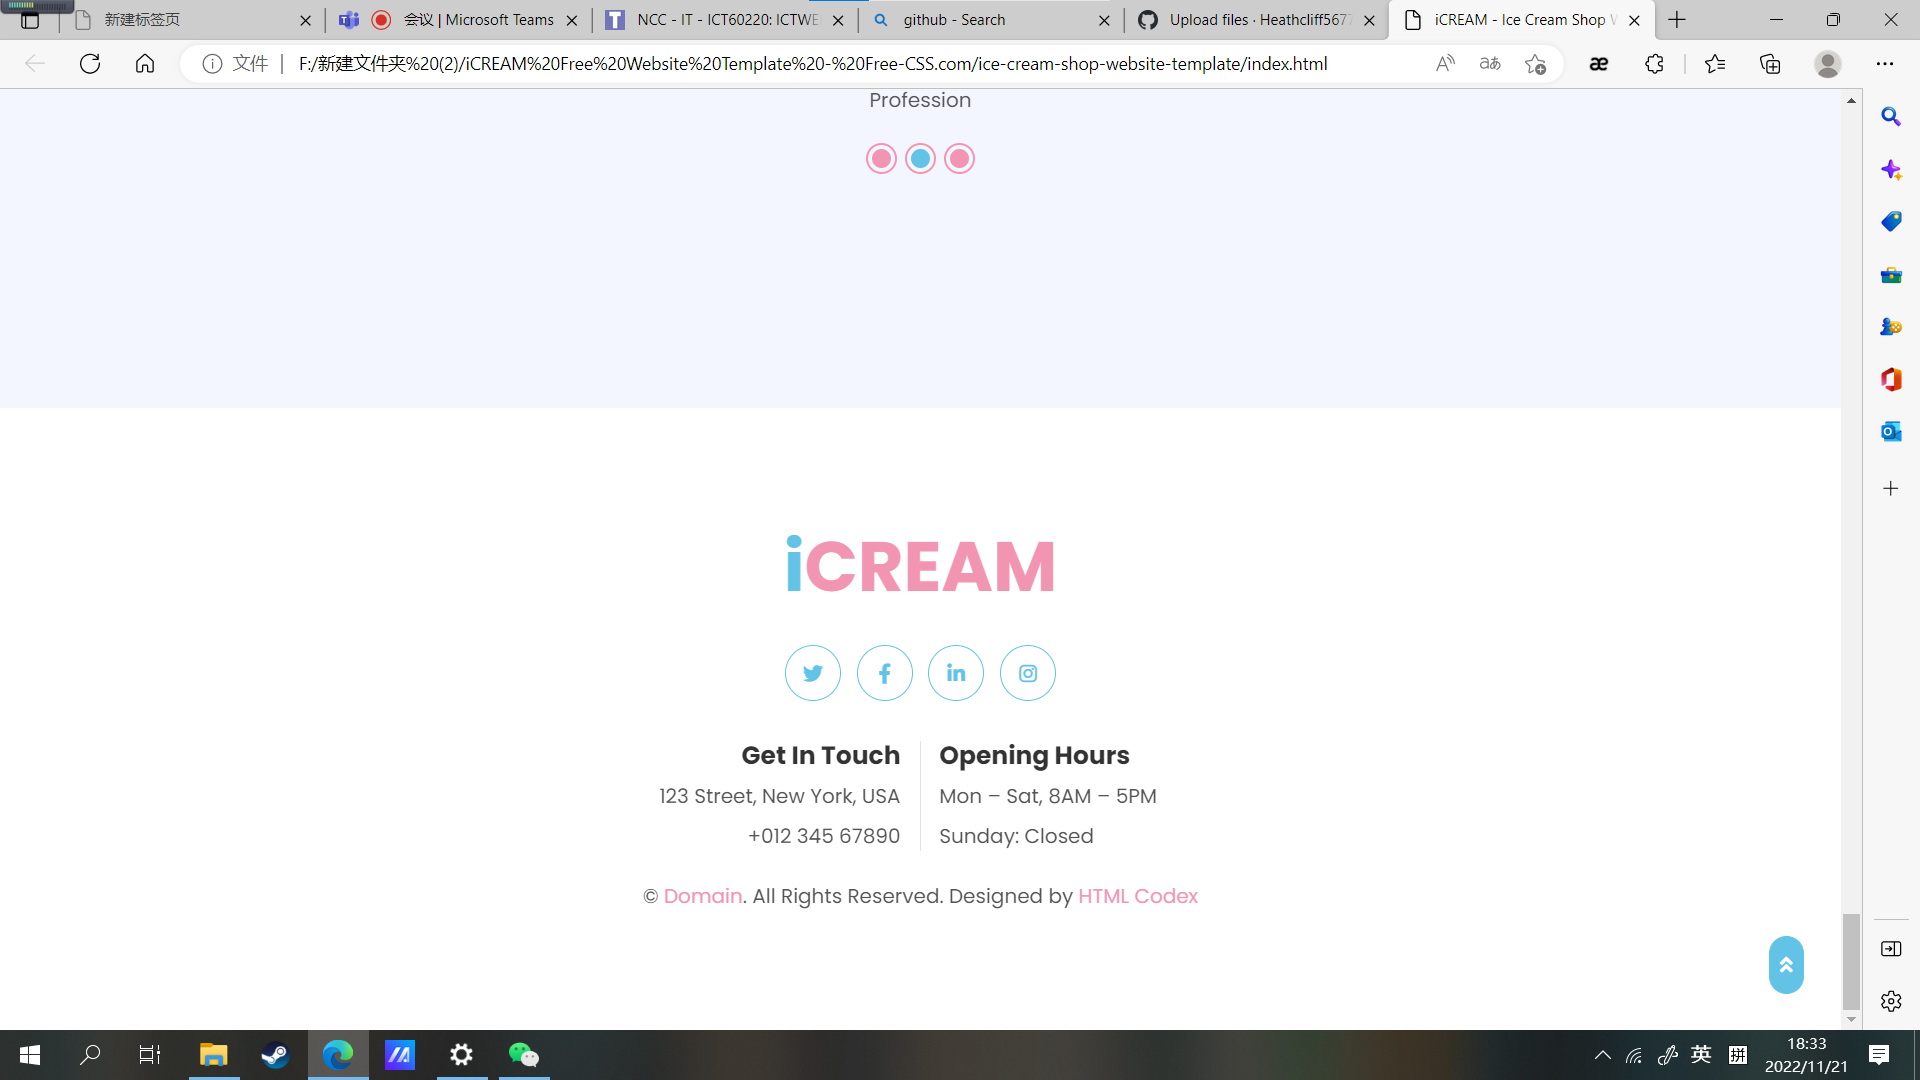 新建标签页
会议 | Microsoft Teams
NCC - IT - ICT60220: ICTWE
github - Search
Upload files · Heathcliff5677
iCREAM - Ice Cream Shop W
文件
F:/新建文件夹%20(2)/iCREAM%20Free%20Website%20Template%20-%20Free-CSS.com/ice-cream-shop-website-template/index.html
Profession
iCREAM
Get In Touch
Opening Hours
123 Street, New York, USA
Mon – Sat, 8AM – 5PM
+012 345 67890
Sunday: Closed
© Domain. All Rights Reserved. Designed by HTML Codex
英
拼
18:33
2022/11/21